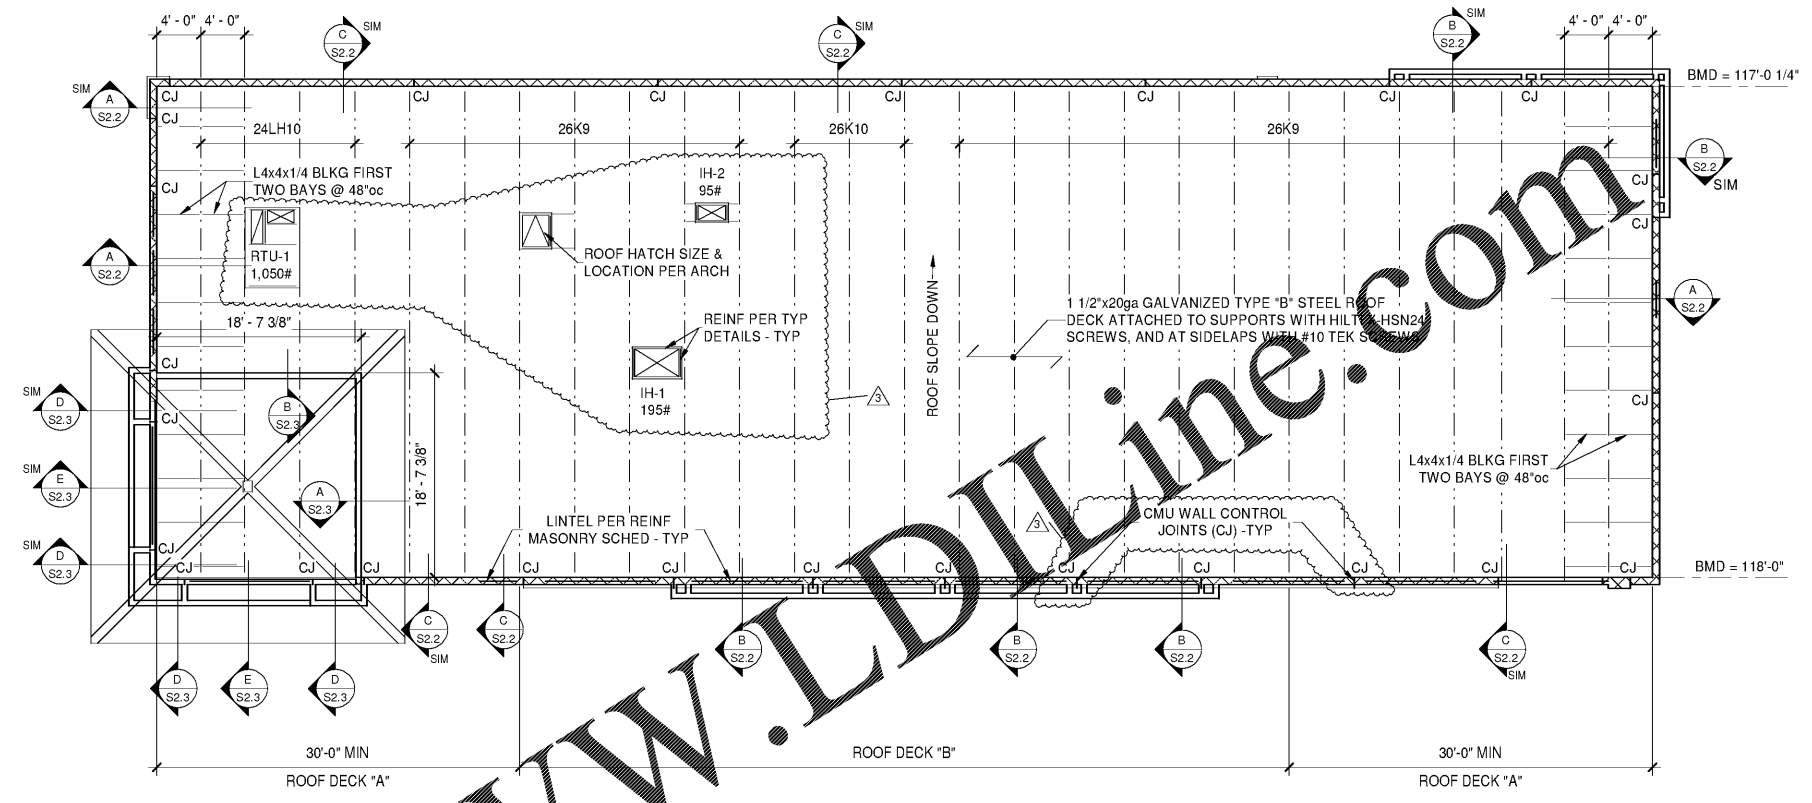 4' - 0" 4' - 0"
C
S2.2
SIM
C
S2.2
SIM
B
S2.2
SIM
4' - 0" 4' - 0"
BMD = 117'-0 1/4"
SIM
A
S2.2
CJ
CJ
CJ
CJ
CJ
CJ
CJ
CJ
24LH10
26K9
26K10
26K9
L4x4x1/4 BLKG FIRST
TWO BAYS @ 48"oc
CJ
IH-2
95#
B
S2.2
SIM
CJ
CJ
A
S2.2
RTU-1
1,050#
ROOF HATCH SIZE &
LOCATION PER ARCH
ROOF SLOPE DOWN
1 1/2"x20ga GALVANIZED TYPE "B" STEEL ROOF
DECK ATTACHED TO SUPPORTS WITH HILTI X-HSN24
SCREWS, AND AT SIDELAPS WITH #10 TEK SCREWS
A
S2.2
18' - 7 3/8"
REINF PER TYP
DETAILS - TYP
CJ
IH-1
195#
3
CJ
SIM
D
S2.3
CJ
B
S2.3
18' - 7 3/8"
SIM
E
S2.3
A
S2.3
L4x4x1/4 BLKG FIRST
TWO BAYS @ 48"oc
LINTEL PER REINF
MASONRY SCHED - TYP
3
CMU WALL CONTROL
JOINTS (CJ) -TYP
SIM
D
S2.3
CJ
CJ
CJ
CJ
CJ
CJ
CJ
CJ
CJ
CJ
CJ
CJ
BMD = 118'-0"
C
S2.2
SIM
C
S2.2
B
S2.2
B
S2.2
B
S2.2
C
S2.2
SIM
D
S2.3
E
S2.3
D
S2.3
30'-0" MIN
ROOF DECK "A"
ROOF DECK "B"
30'-0" MIN
ROOF DECK "A"
www.LDILine.com